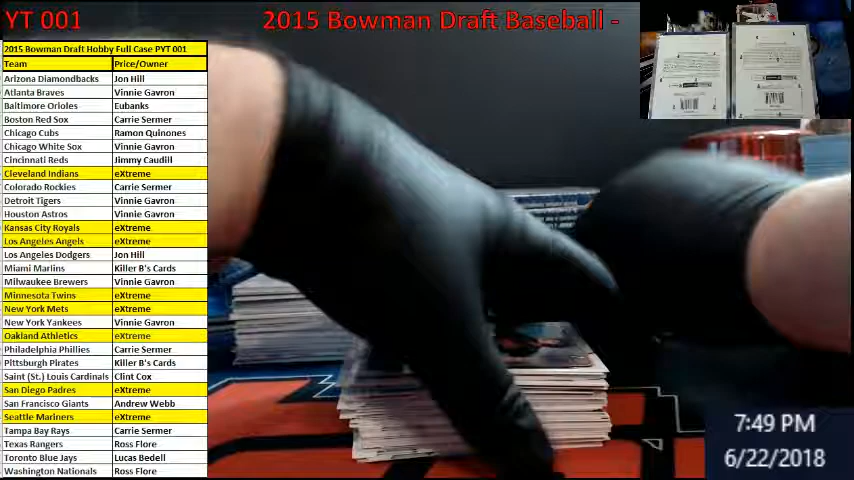 YT 001
2015 Bowman Draft Baseball -
2015 Bowman Draft Hobby Full Case PYT 001
Team Price/Owner
Arizona Diamondbacks Jon Hill
Atlanta Braves Vinnie Gavron
Baltimore Orioles Eubanks
Boston Red Sox Carrie Sermer
Chicago Cubs Ramon Quinones
Chicago White Sox Vinnie Gavron
Cincinnati Reds Jimmy Caudill
Cleveland Indians eXtreme
Colorado Rockies Carrie Sermer
Detroit Tigers Vinnie Gavron
Houston Astros Vinnie Gavron
Kansas City Royals eXtreme
Los Angeles Angels eXtreme
Los Angeles Dodgers Jon Hill
Miami Marlins Killer B's Cards
Milwaukee Brewers Vinnie Gavron
Minnesota Twins eXtreme
New York Mets eXtreme
New York Yankees Vinnie Gavron
Oakland Athletics eXtreme
Philadelphia Phillies Carrie Sermer
Pittsburgh Pirates Killer B's Cards
Saint (St.) Louis Cardinals Clint Cox
San Diego Padres eXtreme
San Francisco Giants Andrew Webb
Seattle Mariners eXtreme
Tampa Bay Rays Carrie Sermer
Texas Rangers Ross Flore
Toronto Blue Jays Lucas Bedell
Washington Nationals Ross Flore
7:49 PM
6/22/2018